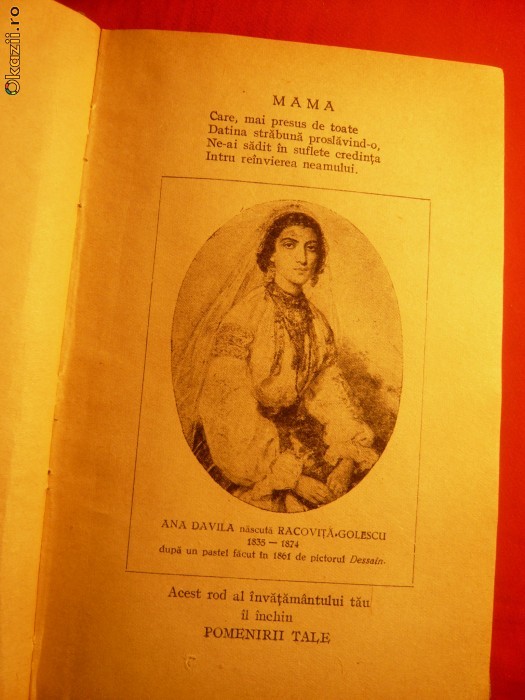 Okazii.ro
MAMA
Care, mai presus de toate
Datina străbună proslăvind-o,
Ne-ai sădit în suflete credința
Intru reînvierea neamului.
ANA DAVILA născută RACOVIȚĂ-GOLESCU
1835 — 1874
după un pastel făcut în 1861 de pictorul Dessain.
Acest rod al învățământului tău
îl închin
POMENIRII TALE